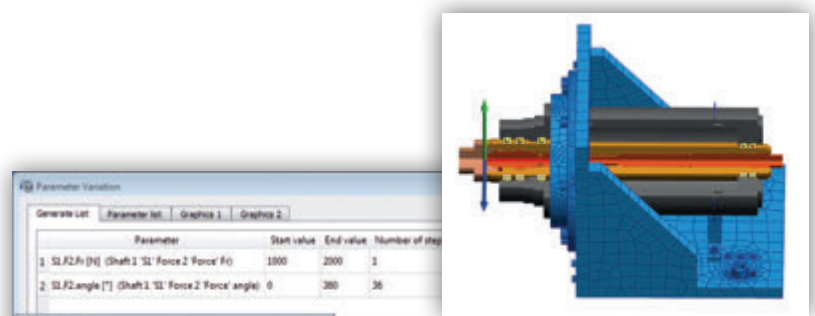 Parameter Variation
Generate List Parameter list Graphics 1 Graphics 2
Parameter Start value End value Number of step
1 S1.F2.Fr [N] (Shaft 1 'S1' Force 2 'Force' Fr) 1000 2000 1
2 S1.F2.angle [°] (Shaft 1 'S1' Force 2 'Force' angle) 0 360 36